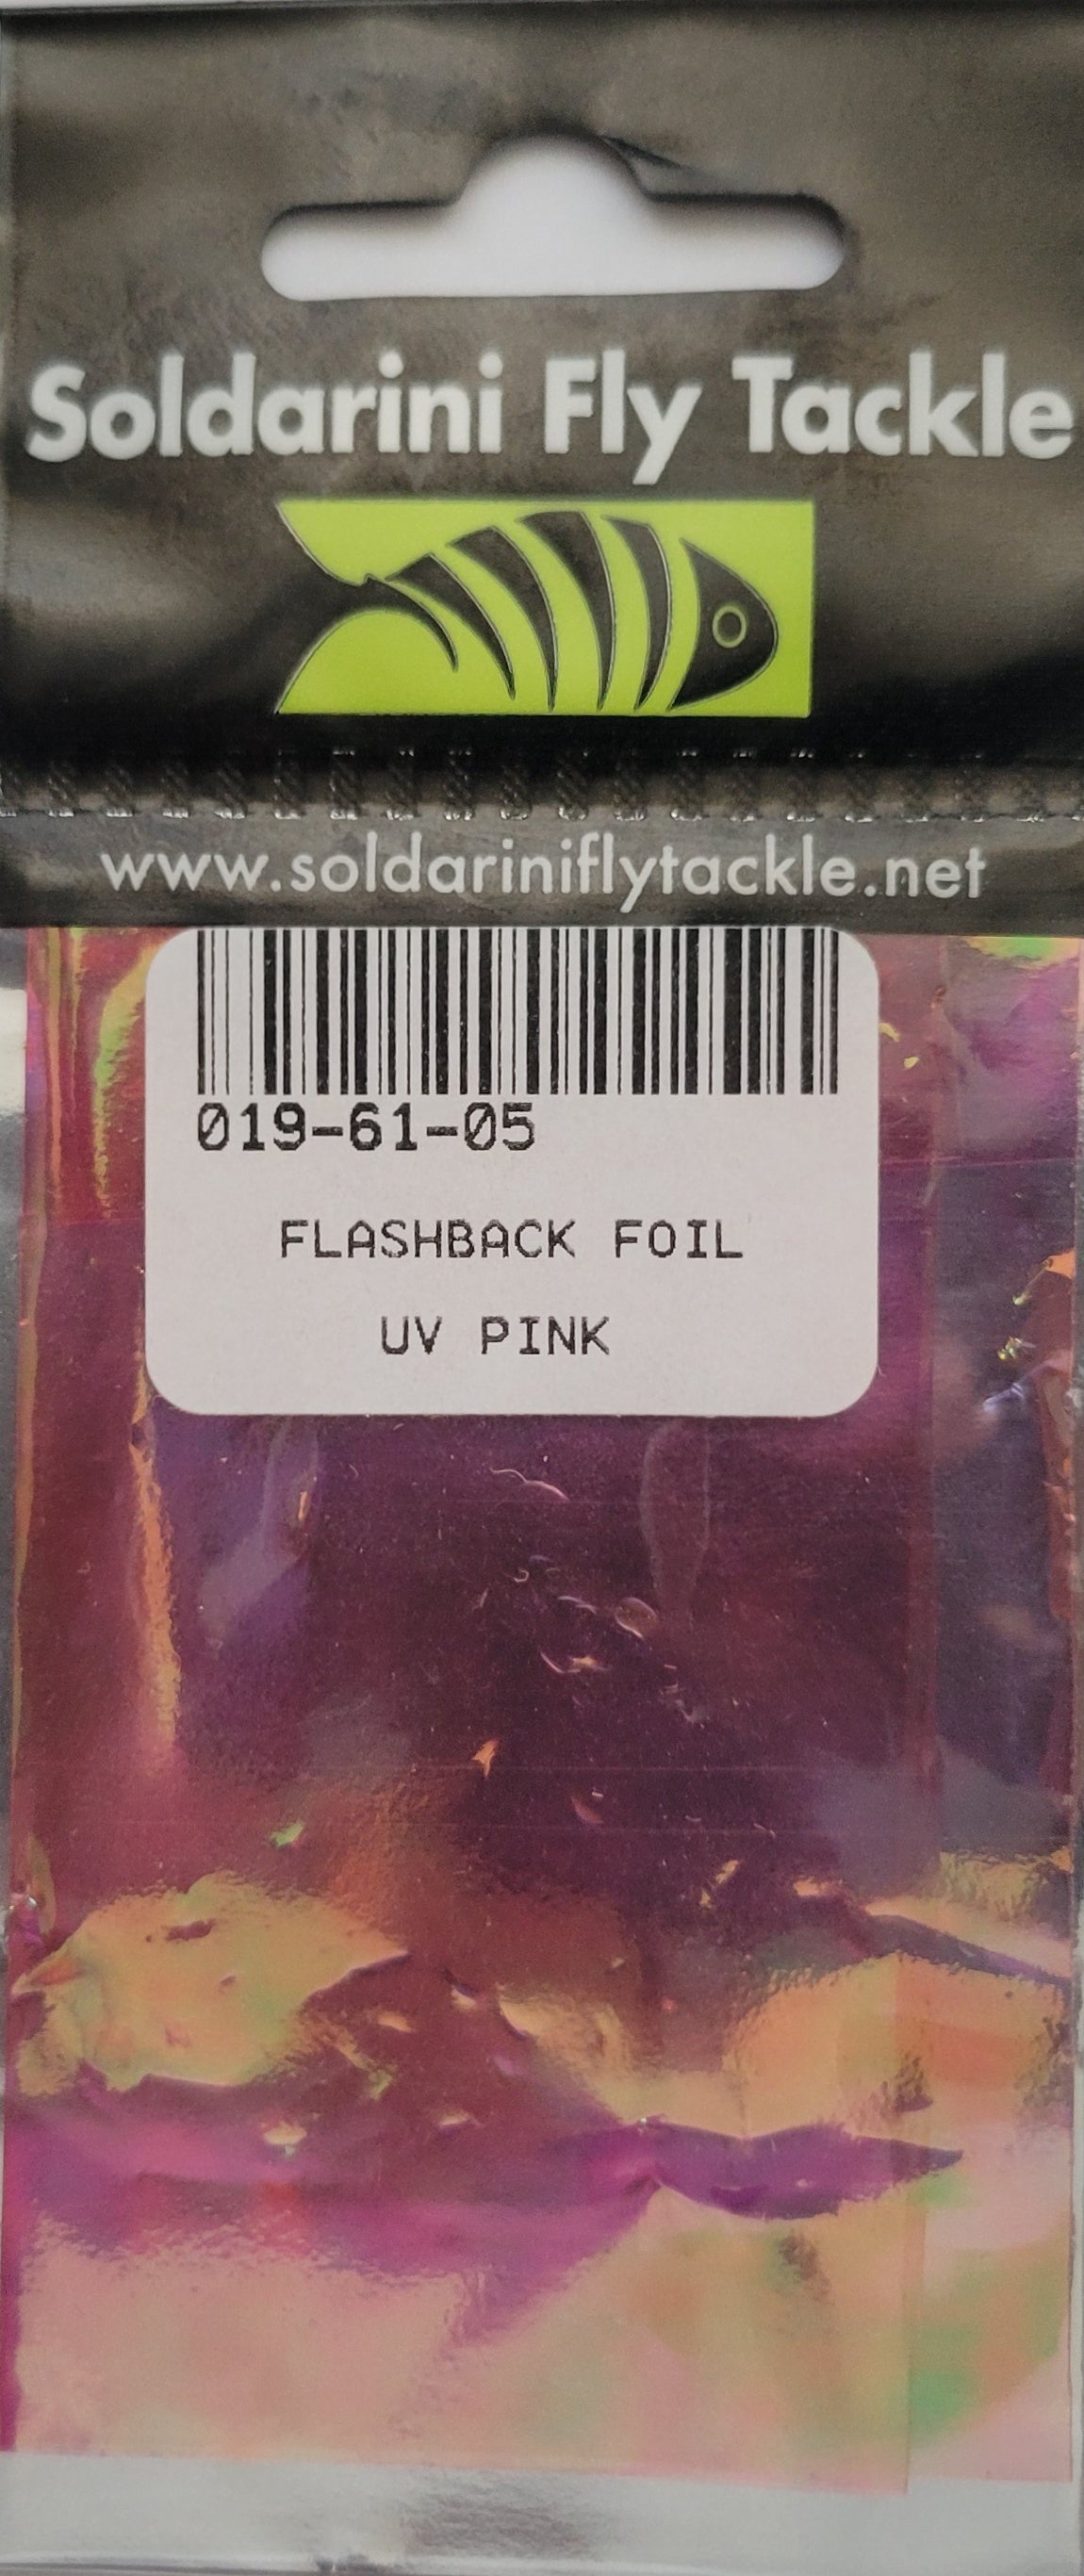 Soldarini Fly Tackle
www.soldariniflytackle.net
019-61-05
FLASHBACK FOIL
UV PINK